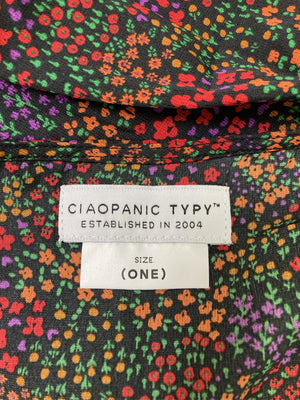 CIAOPANIC TYPY™
ESTABLISHED IN 2004
SIZE
(ONE)